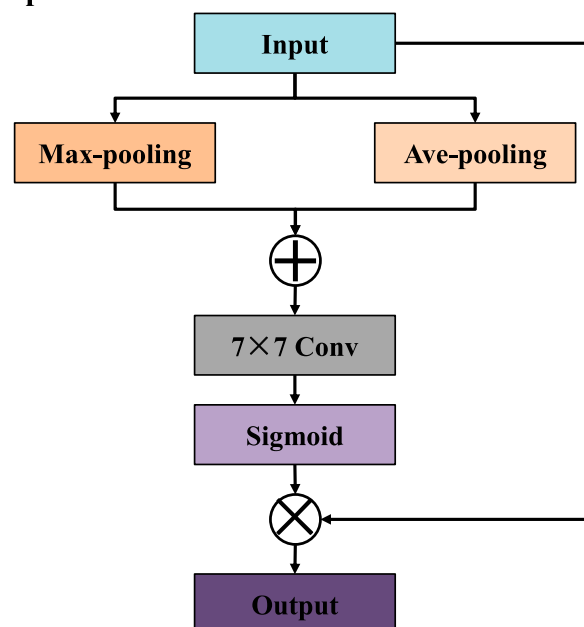 Input
Max-pooling
Ave-pooling
7×7 Conv
Sigmoid
Output